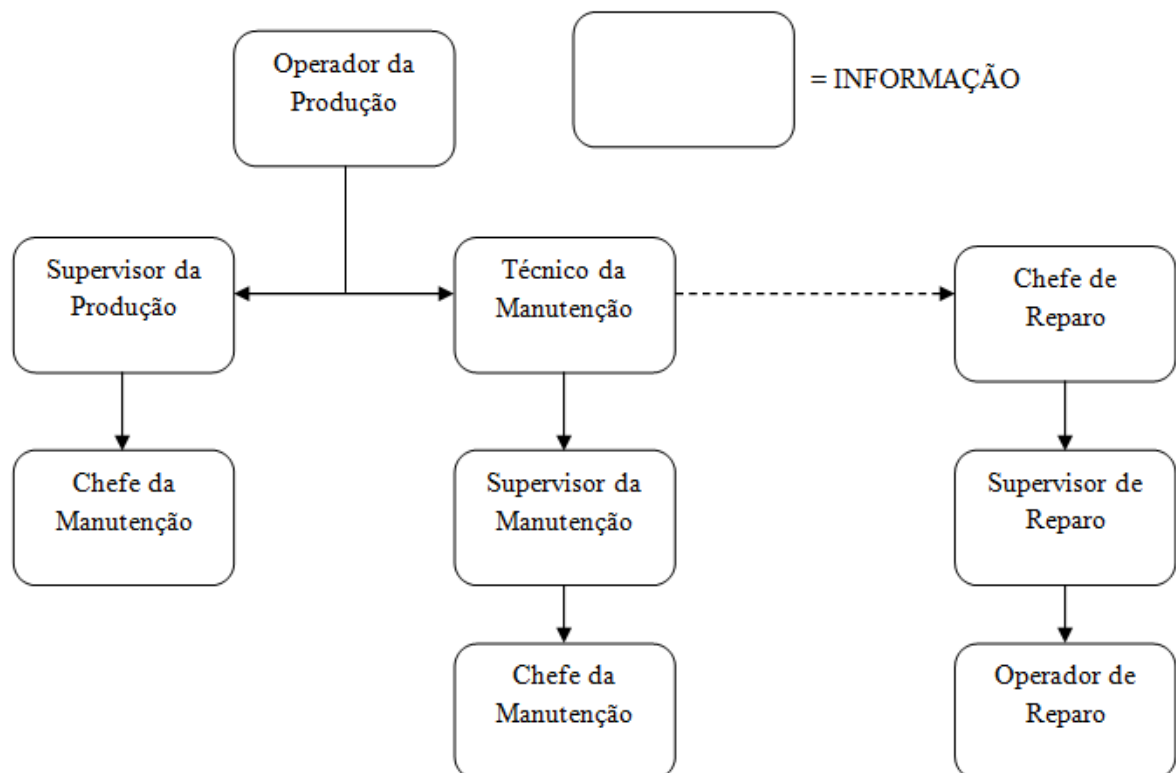 Operador da
Produção
= INFORMAÇÃO
Supervisor da
Produção
Técnico da
Manutenção
Chefe de
Reparo
Chefe da
Manutenção
Supervisor da
Manutenção
Supervisor de
Reparo
Chefe da
Manutenção
Operador de
Reparo